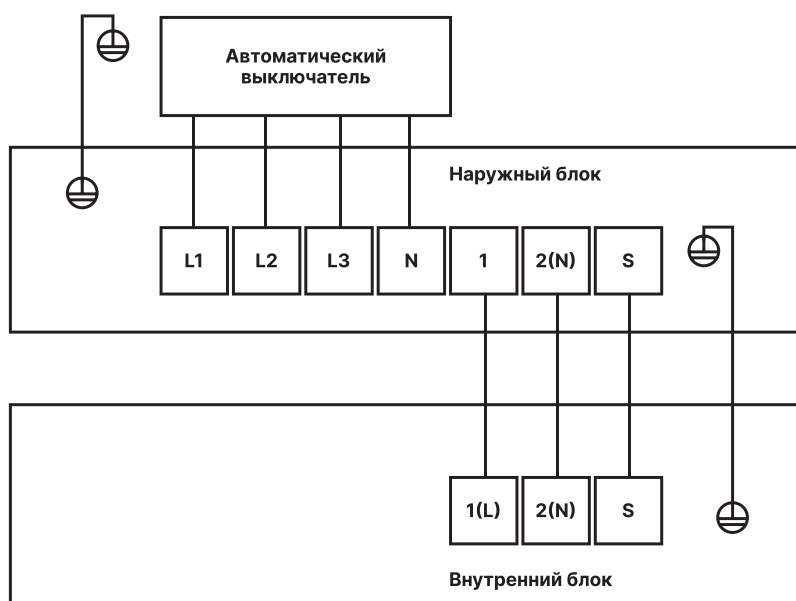 Автоматический
выключатель
Наружный блок
L1 L2 L3 N 1 2(N) S
1(L) 2(N) S
Внутренний блок